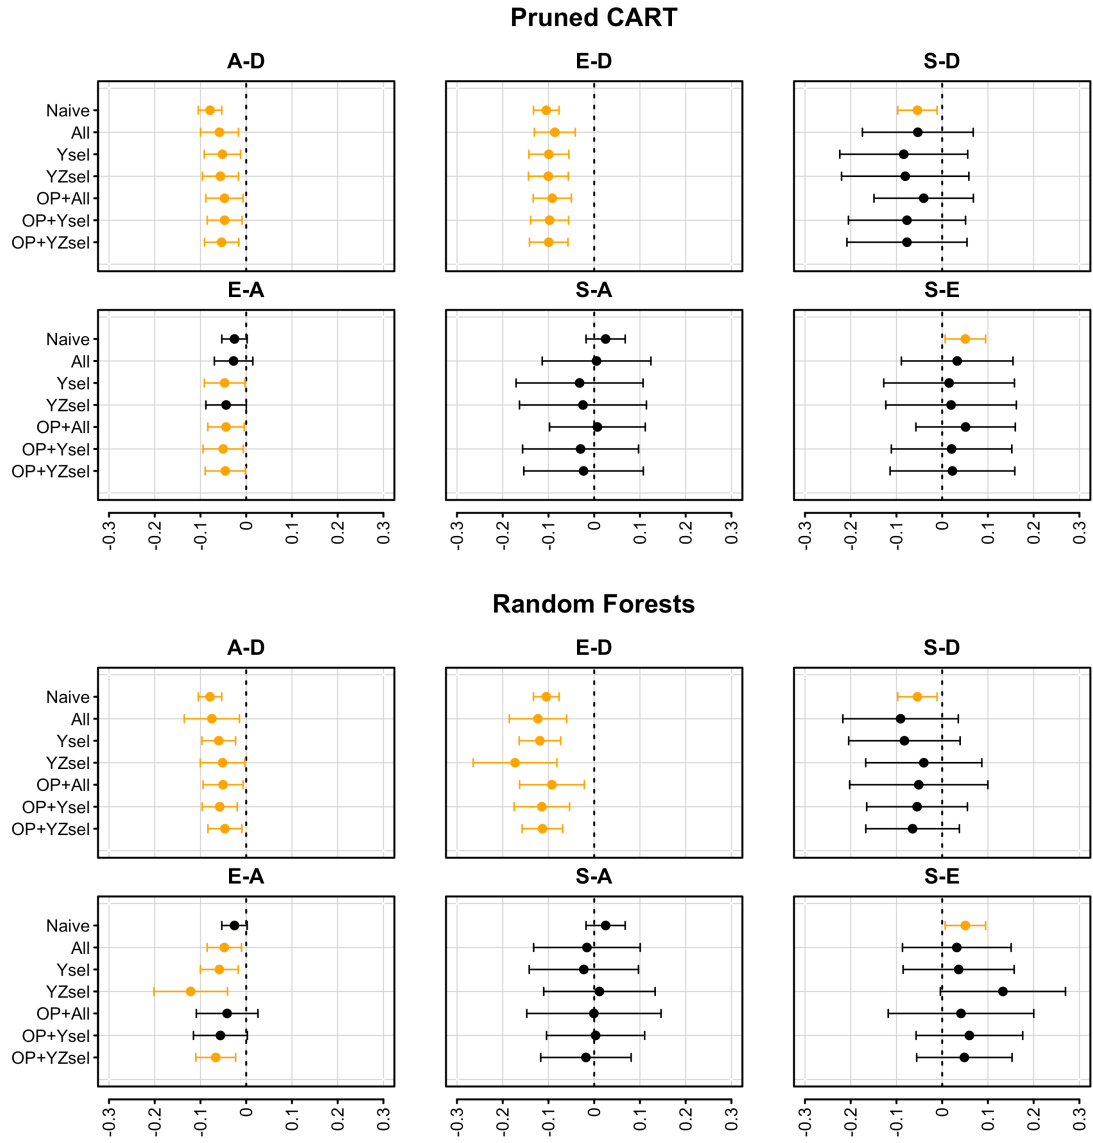 Pruned CART
A-D
E-D
S-D
Naive
All
Ysel
YZsel
OP+All
OP+Ysel
OP+YZsel
E-A
S-A
S-E
Naive
All
Ysel
YZsel
OP+All
OP+Ysel
OP+YZsel
-0.3 -0.2 -0.1 0 0.1 0.2 0.3
-0.3 -0.2 -0.1 0 0.1 0.2 0.3
-0.3 -0.2 -0.1 0 0.1 0.2 0.3
Random Forests
A-D
E-D
S-D
Naive
All
Ysel
YZsel
OP+All
OP+Ysel
OP+YZsel
E-A
S-A
S-E
Naive
All
Ysel
YZsel
OP+All
OP+Ysel
OP+YZsel
-0.3 -0.2 -0.1 0 0.1 0.2 0.3
-0.3 -0.2 -0.1 0 0.1 0.2 0.3
-0.3 -0.2 -0.1 0 0.1 0.2 0.3